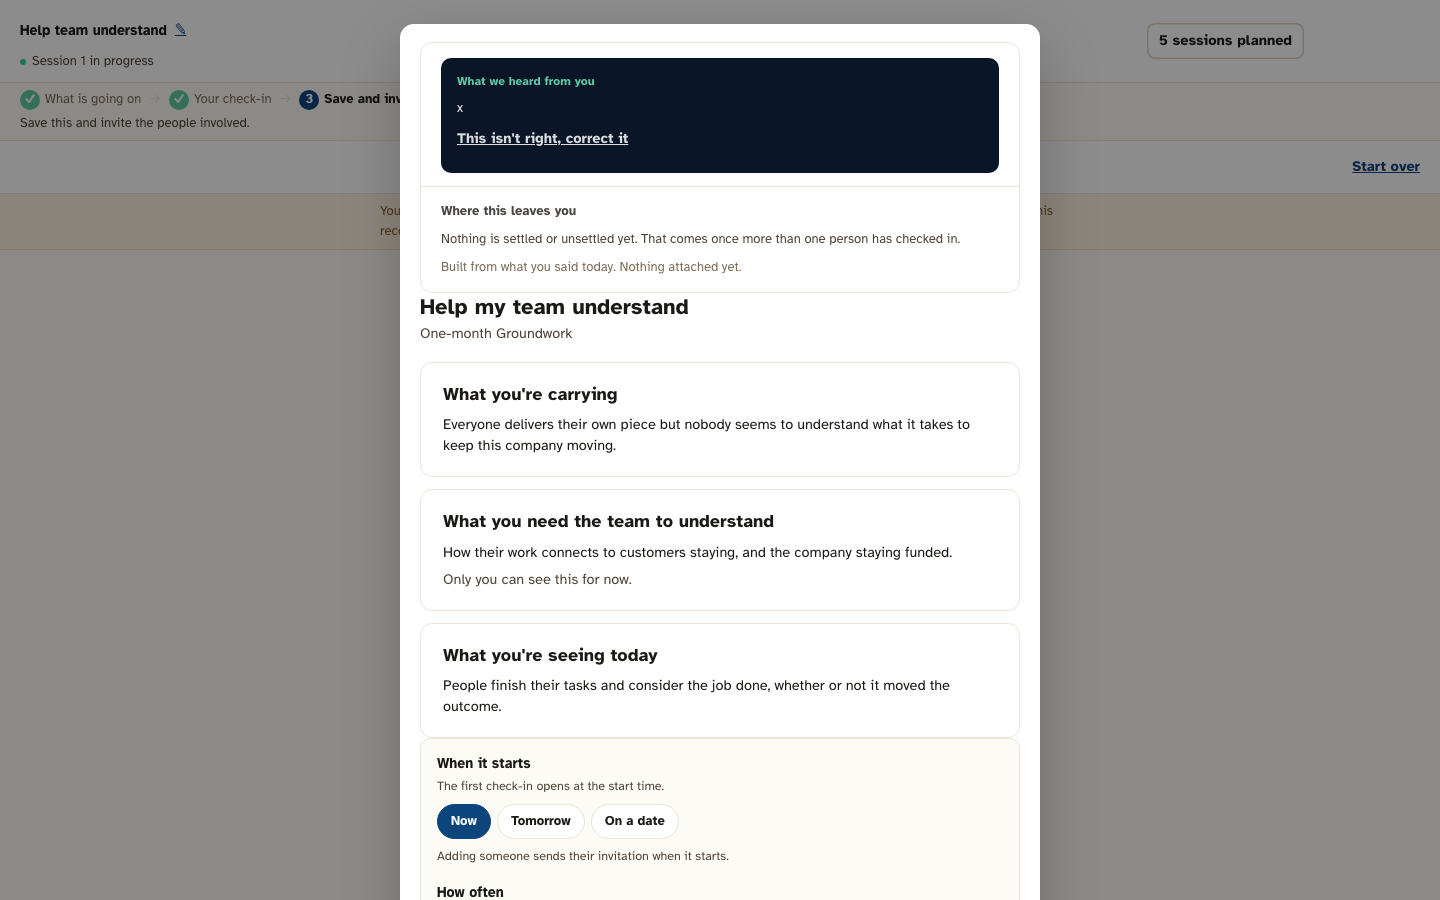 Help team understand ✎
5 sessions planned
Session 1 in progress
What is going on → Your check-in → 3 Save and inv
Save this and invite the people involved.
Start over
You
his
reco
What we heard from you
x
This isn't right, correct it
Where this leaves you
Nothing is settled or unsettled yet. That comes once more than one person has checked in.
Built from what you said today. Nothing attached yet.
Help my team understand
One-month Groundwork
What you're carrying
Everyone delivers their own piece but nobody seems to understand what it takes to
keep this company moving.
What you need the team to understand
How their work connects to customers staying, and the company staying funded.
Only you can see this for now.
What you're seeing today
People finish their tasks and consider the job done, whether or not it moved the
outcome.
When it starts
The first check-in opens at the start time.
Now Tomorrow On a date
Adding someone sends their invitation when it starts.
How often